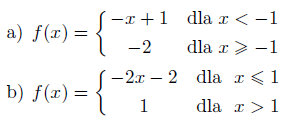 a) f(x) = { −x + 1 dla x < −1
−2 dla x ⩾ −1
b) f(x) = { −2x − 2 dla x ⩽ 1
1 dla x > 1